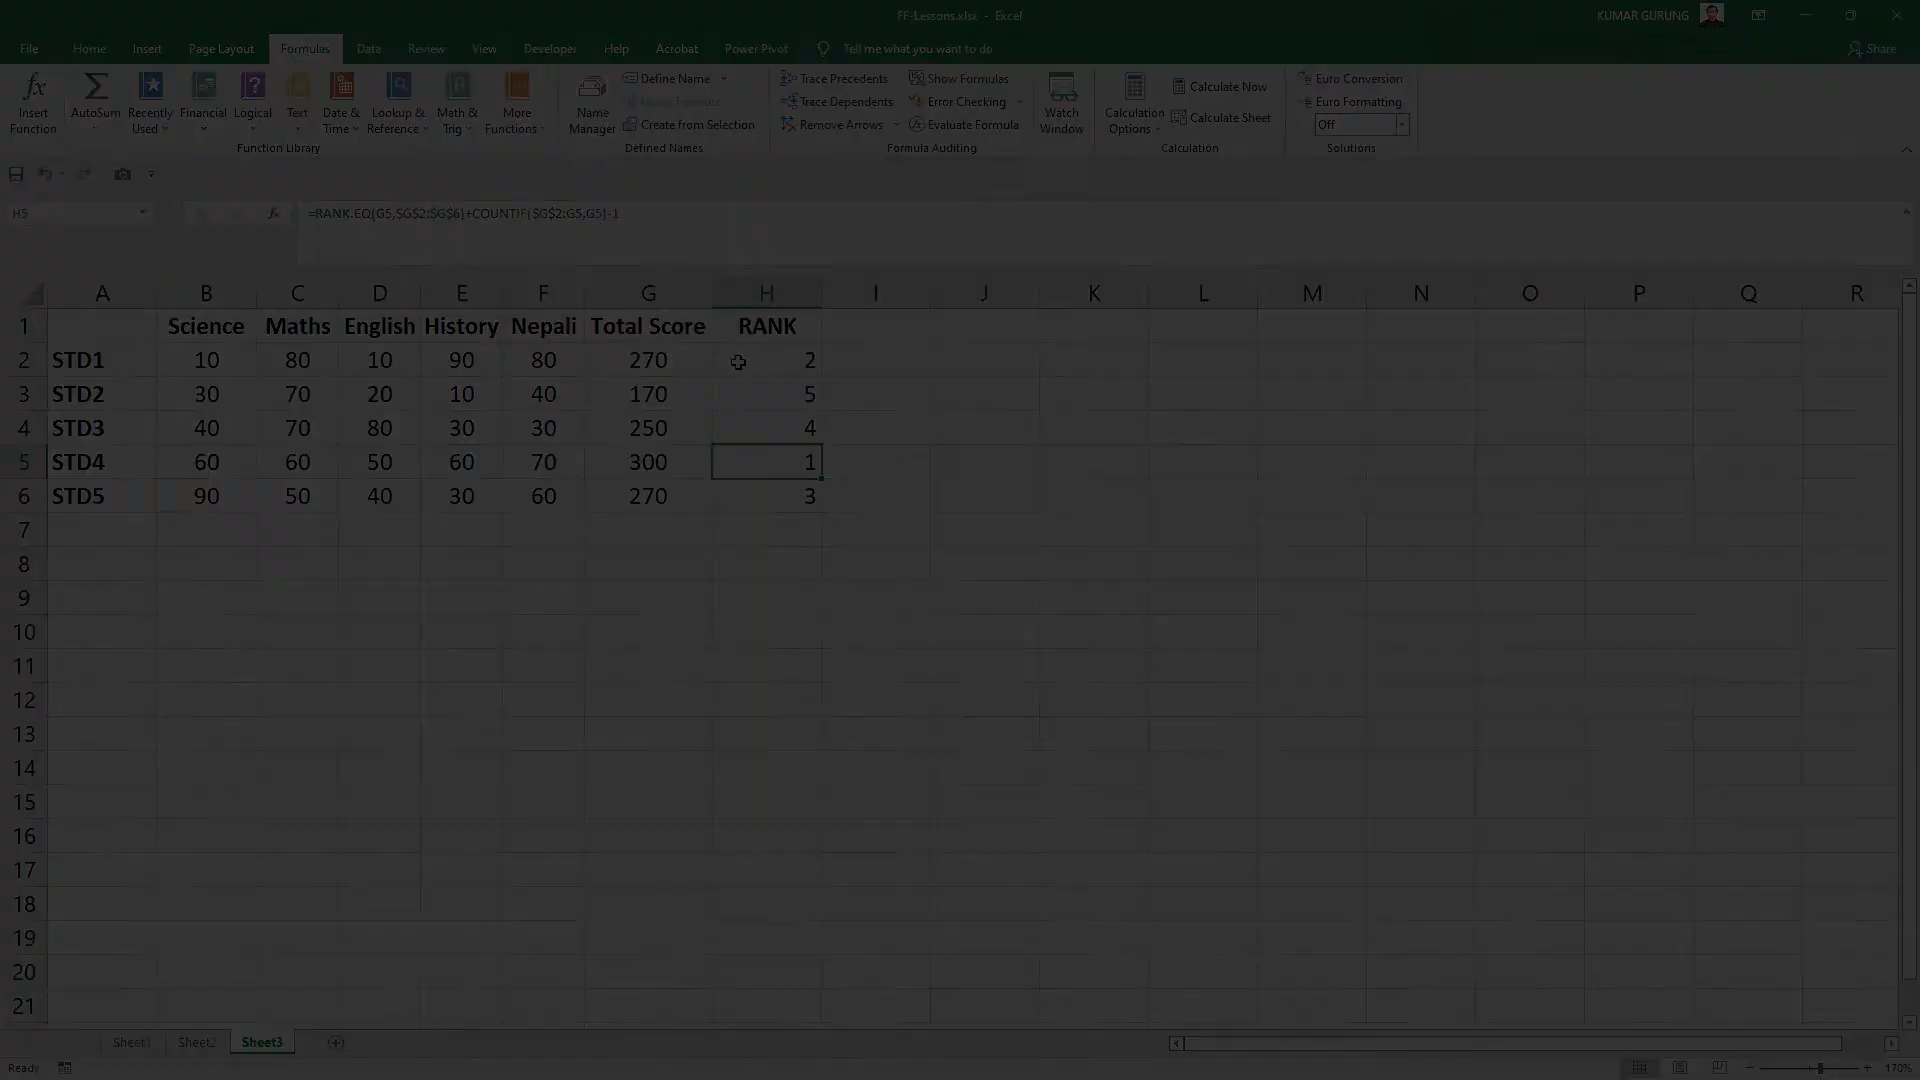 FF-Lessons.xlsx - Excel
KUMAR GURUNG
File Home Insert Page Layout Formulas Data Review View Developer Help Acrobat Power Pivot Tell me what you want to do Share
Insert Function
AutoSum
Recently Used
Financial
Logical
Text
Date & Time
Lookup & Reference
Math & Trig
More Functions
Function Library
Name Manager
Define Name
Create from Selection
Defined Names
Trace Precedents
Trace Dependents
Remove Arrows
Show Formulas
Error Checking
Evaluate Formula
Formula Auditing
Watch Window
Calculation Options
Calculate Now
Calculate Sheet
Calculation
Euro Conversion
Euro Formatting
Off
Solutions
H5 fx =RANK.EQ(G5,$G$2:$G$6)+COUNTIF($G$2:G5,G5)-1
A B C D E F G H I J K L M N O P Q R
1 Science Maths English History Nepali Total Score RANK
2 STD1 10 80 10 90 80 270 2
3 STD2 30 70 20 10 40 170 5
4 STD3 40 70 80 30 30 250 4
5 STD4 60 60 50 60 70 300 1
6 STD5 90 50 40 30 60 270 3
7
8
9
10
11
12
13
14
15
16
17
18
19
20
21
Sheet1 Sheet2 Sheet3
Ready
170%